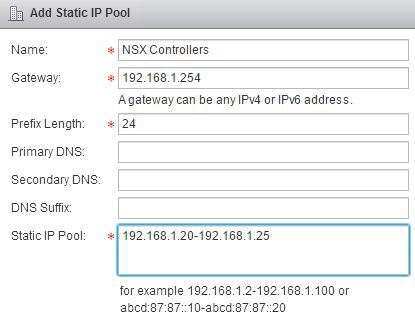 Add Static IP Pool
Name: * NSX Controllers
Gateway: * 192.168.1.254
A gateway can be any IPv4 or IPv6 address.
Prefix Length: * 24
Primary DNS:
Secondary DNS:
DNS Suffix:
Static IP Pool: * 192.168.1.20-192.168.1.25
for example 192.168.1.2-192.168.1.100 or
abcd:87:87::10-abcd:87:87::20